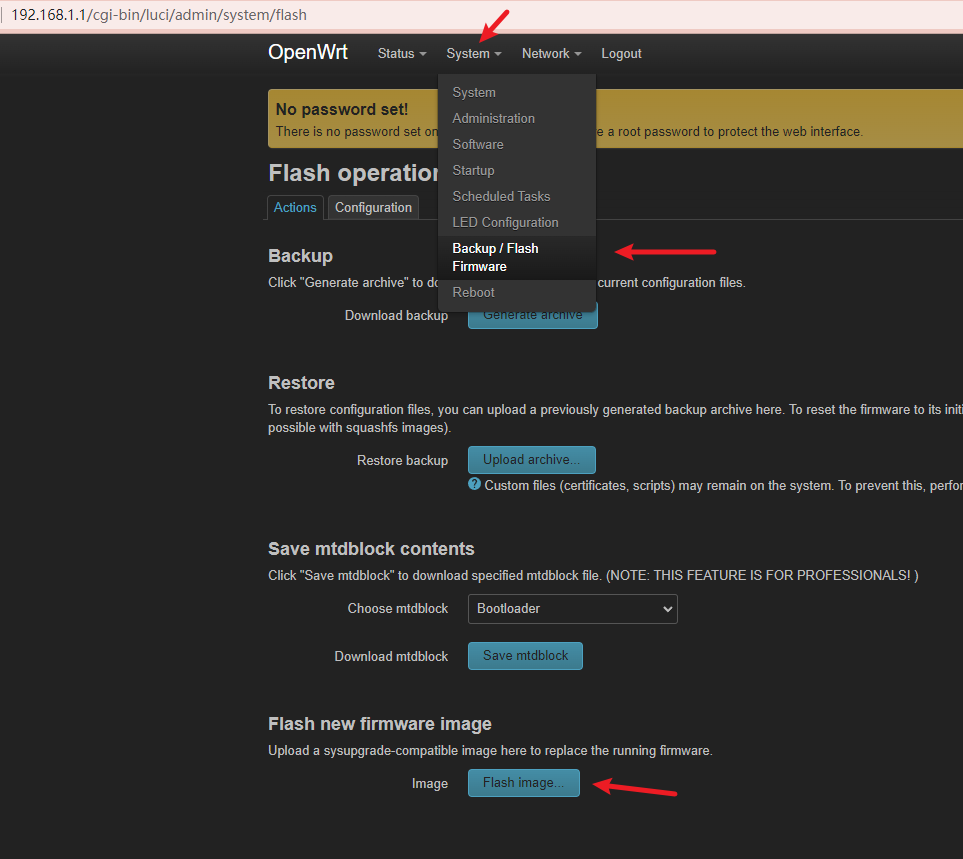 192.168.1.1/cgi-bin/luci/admin/system/flash
OpenWrt Status System Network Logout
System
Administration
Software
Startup
Scheduled Tasks
LED Configuration
Backup / Flash
Firmware
Reboot
No password set!
There is no password set on e a root password to protect the web interface.
Flash operation
Actions Configuration
Backup
Click "Generate archive" to do current configuration files.
Download backup Generate archive
Restore
To restore configuration files, you can upload a previously generated backup archive here. To reset the firmware to its initi
possible with squashfs images).
Restore backup Upload archive...
? Custom files (certificates, scripts) may remain on the system. To prevent this, perfor
Save mtdblock contents
Click "Save mtdblock" to download specified mtdblock file. (NOTE: THIS FEATURE IS FOR PROFESSIONALS! )
Choose mtdblock Bootloader
Download mtdblock Save mtdblock
Flash new firmware image
Upload a sysupgrade-compatible image here to replace the running firmware.
Image Flash image...